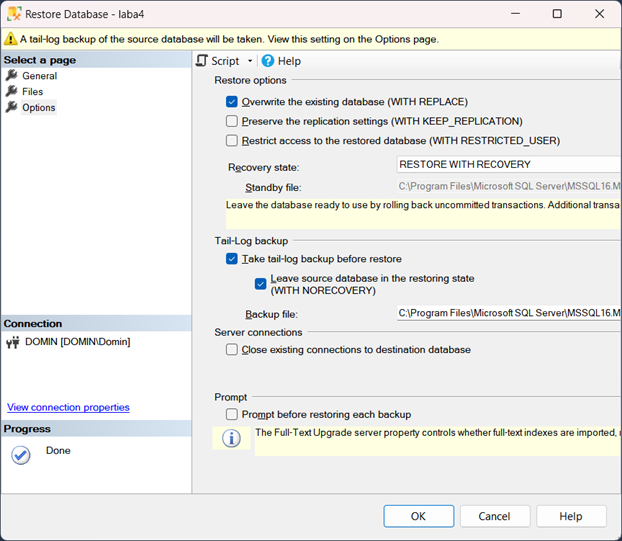 Restore Database - laba4
A tail-log backup of the source database will be taken. View this setting on the Options page.
Select a page
General
Files
Options
Script
Help
Restore options
Overwrite the existing database (WITH REPLACE)
Preserve the replication settings (WITH KEEP_REPLICATION)
Restrict access to the restored database (WITH RESTRICTED_USER)
Recovery state:
RESTORE WITH RECOVERY
Standby file:
C:\Program Files\Microsoft SQL Server\MSSQL16.M
Leave the database ready to use by rolling back uncommitted transactions. Additional transa
Tail-Log backup
Take tail-log backup before restore
Leave source database in the restoring state
(WITH NORECOVERY)
Backup file:
C:\Program Files\Microsoft SQL Server\MSSQL16.M
Server connections
Close existing connections to destination database
Prompt
Prompt before restoring each backup
The Full-Text Upgrade server property controls whether full-text indexes are imported,
Connection
DOMIN [DOMIN\Domin]
View connection properties
Progress
Done
OK
Cancel
Help